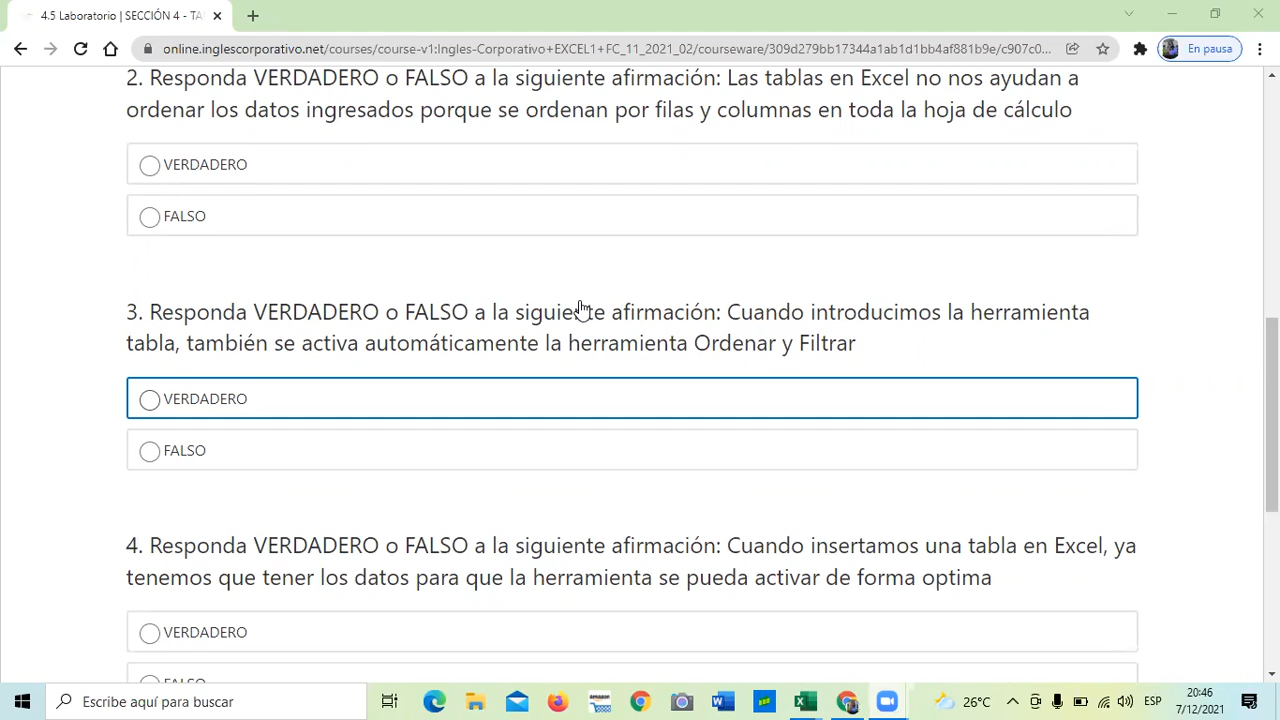 4.5 Laboratorio | SECCIÓN 4 - TA
online.inglescorporativo.net/courses/course-v1:Ingles-Corporativo+EXCEL1+FC_11_2021_02/courseware/309d279bb17344a1ab1d1bb4af881b9e/c907c0...
En pausa
2. Responda VERDADERO o FALSO a la siguiente afirmación: Las tablas en Excel no nos ayudan a
ordenar los datos ingresados porque se ordenan por filas y columnas en toda la hoja de cálculo
VERDADERO
FALSO
3. Responda VERDADERO o FALSO a la siguiente afirmación: Cuando introducimos la herramienta
tabla, también se activa automáticamente la herramienta Ordenar y Filtrar
VERDADERO
FALSO
4. Responda VERDADERO o FALSO a la siguiente afirmación: Cuando insertamos una tabla en Excel, ya
tenemos que tener los datos para que la herramienta se pueda activar de forma optima
VERDADERO
FALSO
Escribe aquí para buscar
26°C
ESP
20:46
7/12/2021